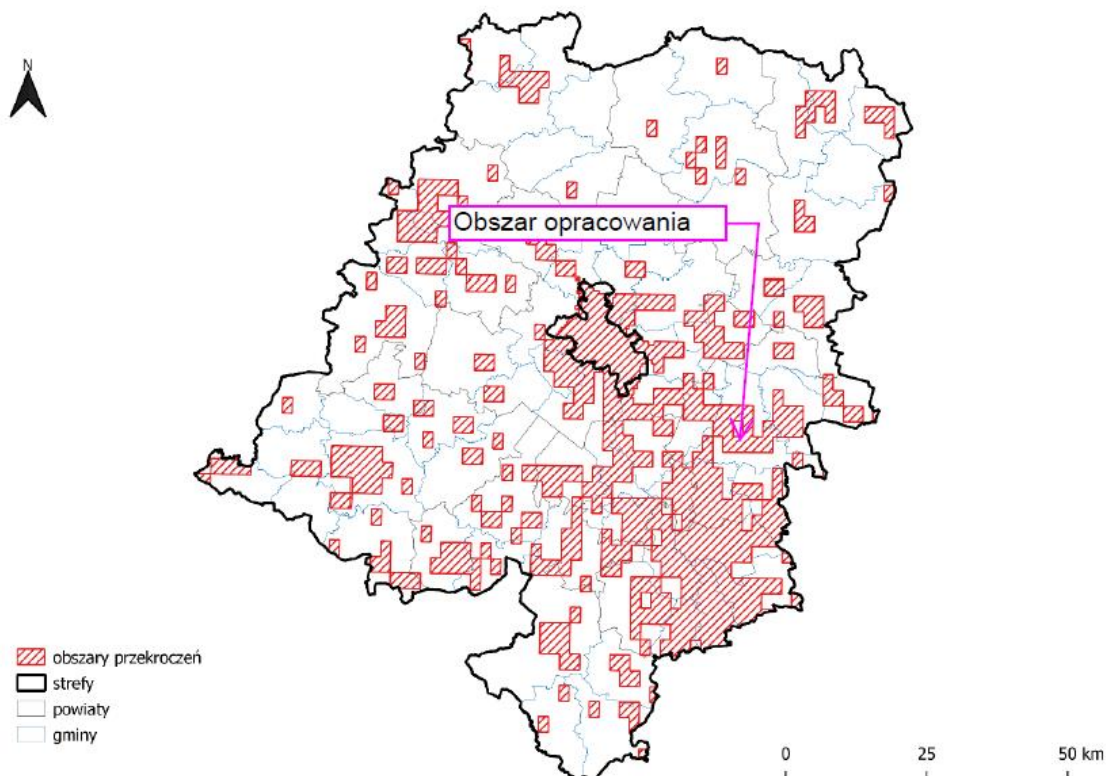 N
Obszar opracowania
obszary przekroczeń
strefy
powiaty
gminy
0 25 50 km